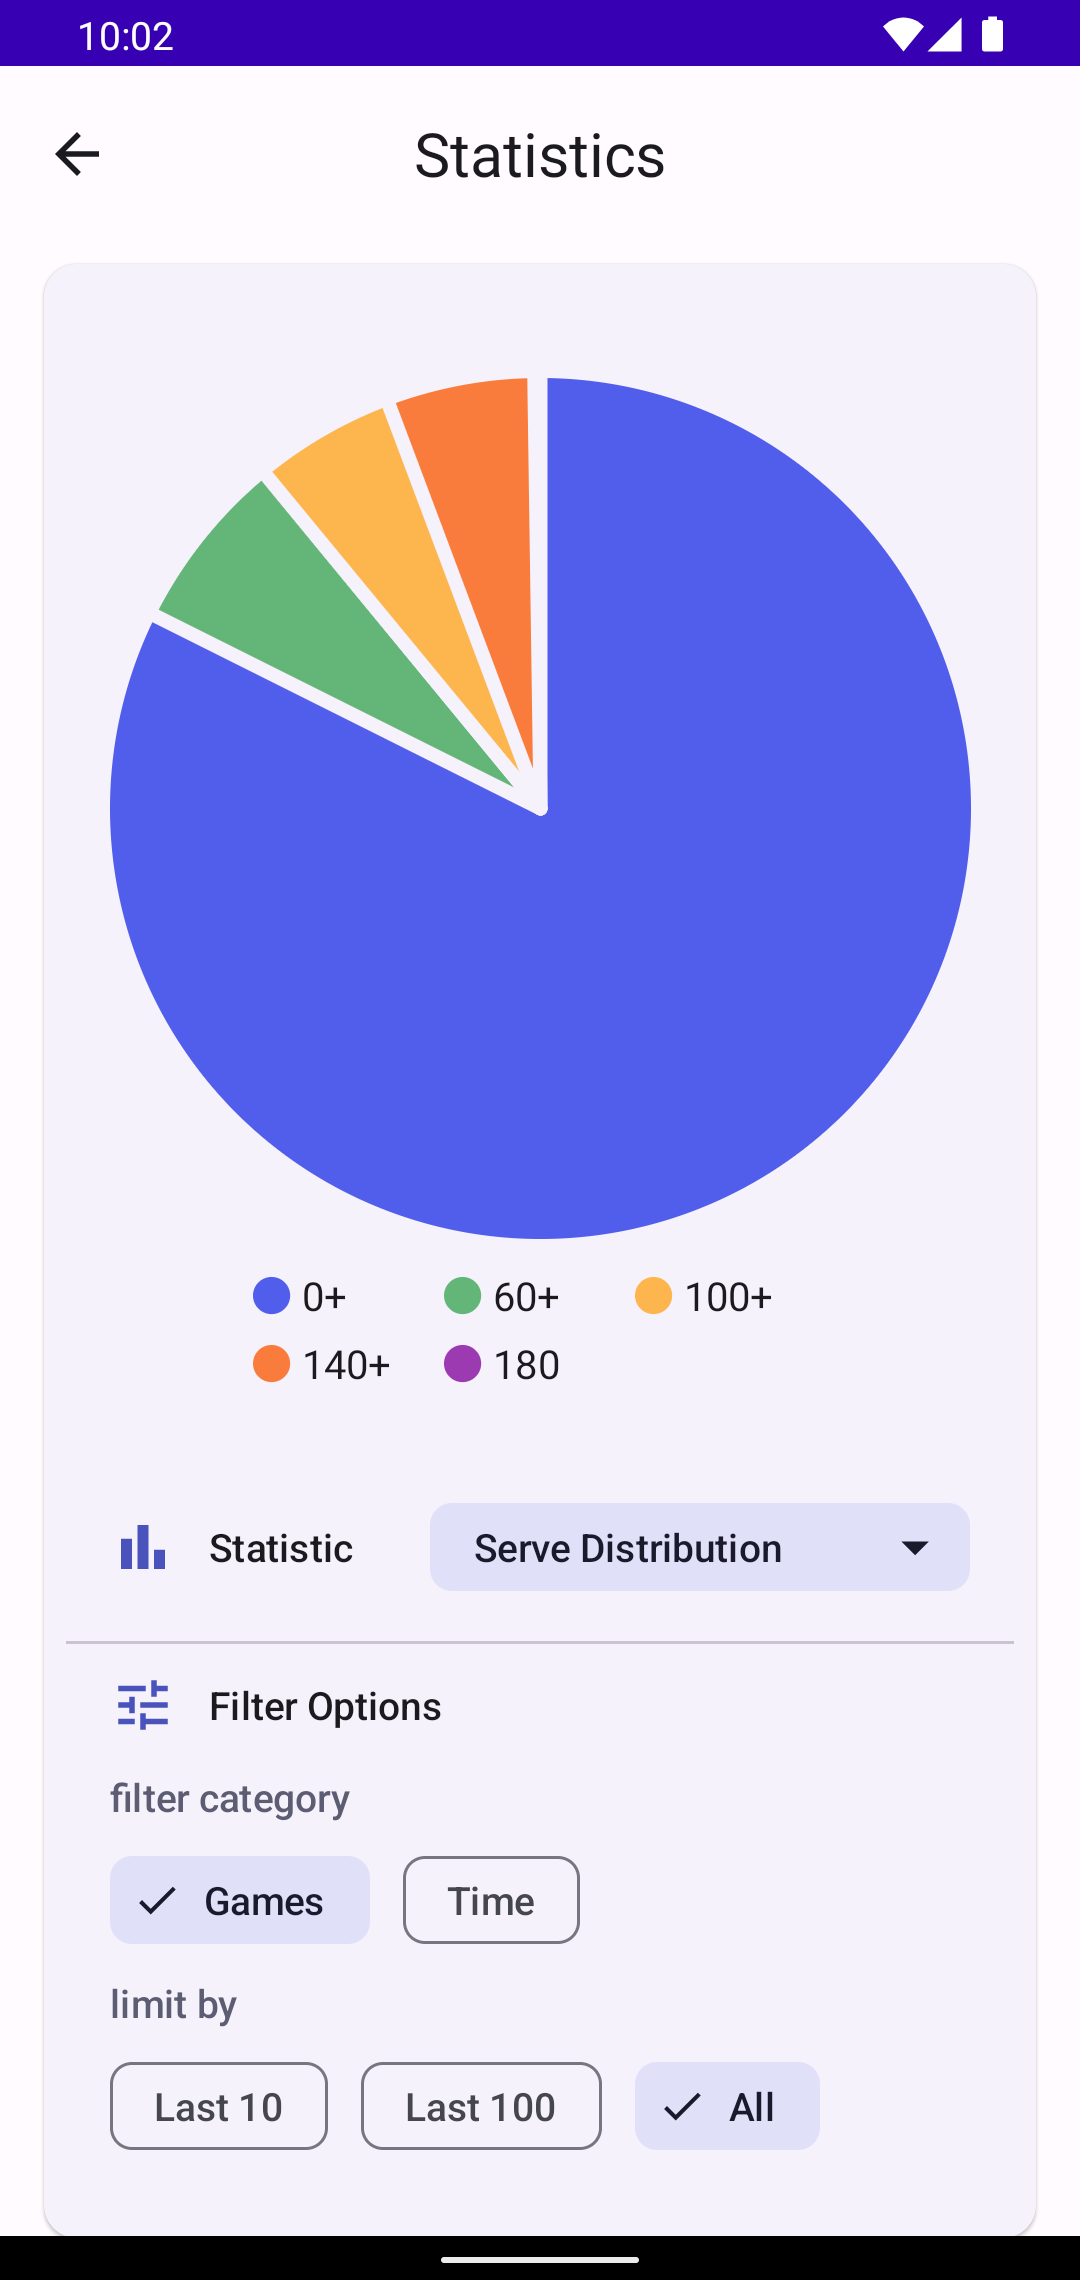 10:02
Statistics
0+ 60+ 100+
140+ 180
Statistic Serve Distribution
Filter Options
filter category
Games Time
limit by
Last 10 Last 100 All